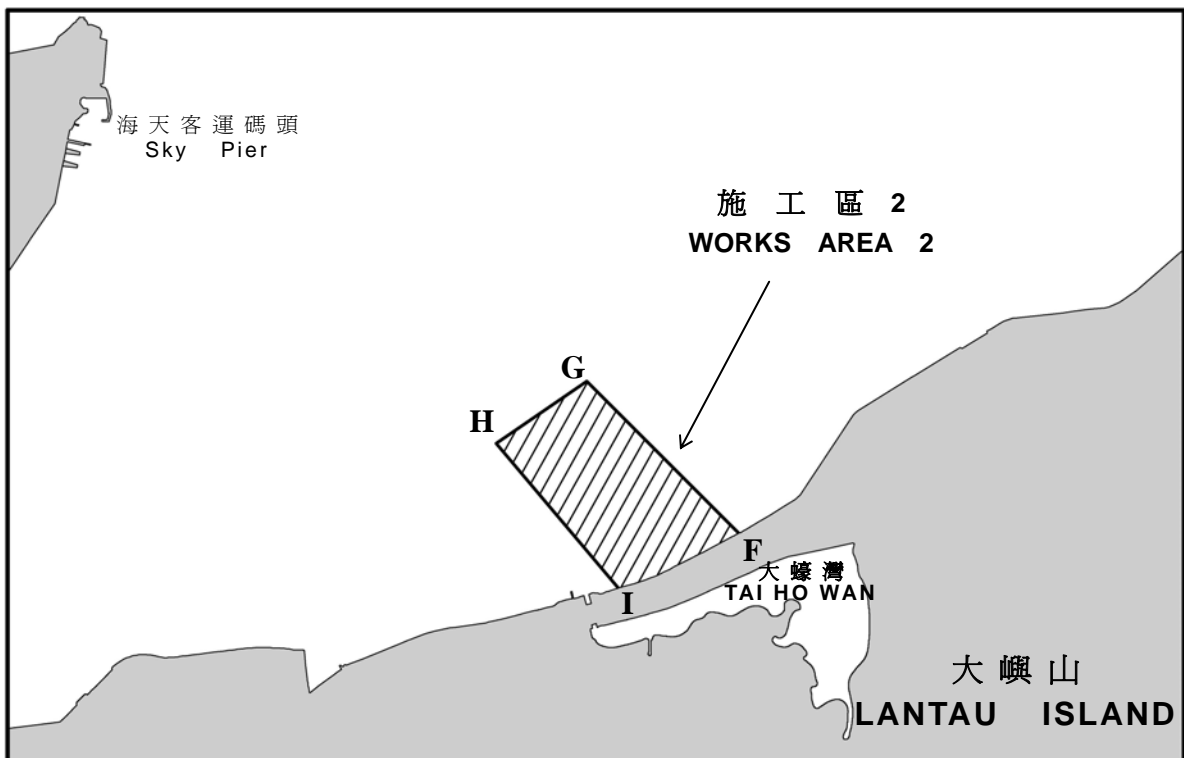 海天客運碼頭
Sky Pier
施工區 2
WORKS AREA 2
G
H
F
大蠔灣
TAI HO WAN
I
大嶼山
LANTAU ISLAND